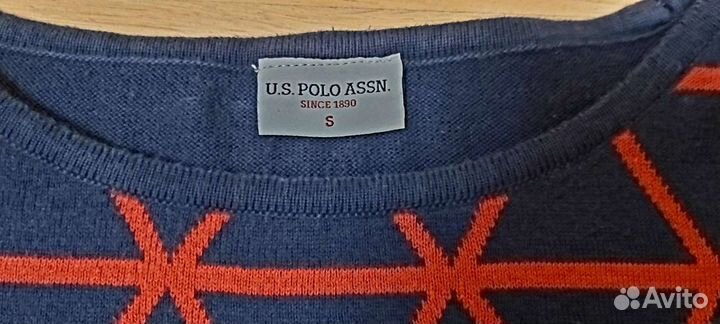 U.S. POLO ASSN.
SINCE 1890
S
Avito